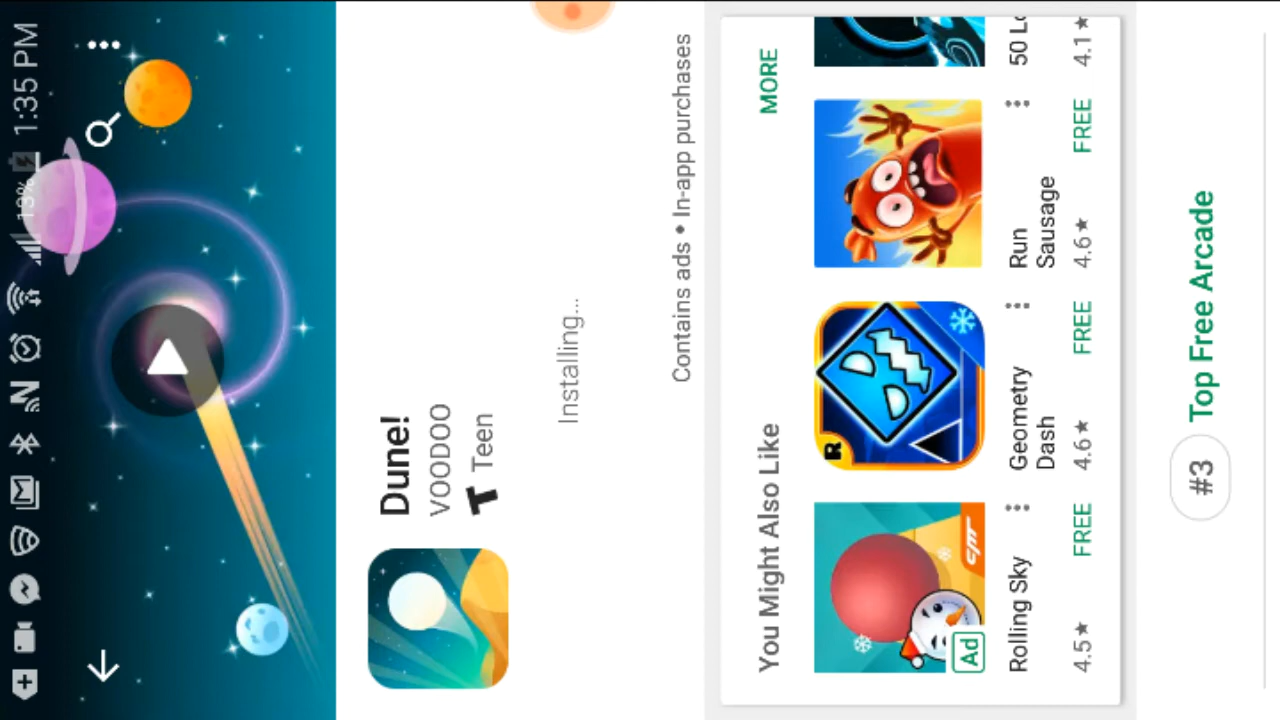 13% 1:35 PM
Dune!
VOODOO
Teen
Installing...
Contains ads • In-app purchases
You Might Also Like
MORE
Ad
Rolling Sky
4.5★
FREE
R
Geometry
Dash
4.6★
FREE
Run
Sausage
4.6★
FREE
4.1★
#3 Top Free Arcade